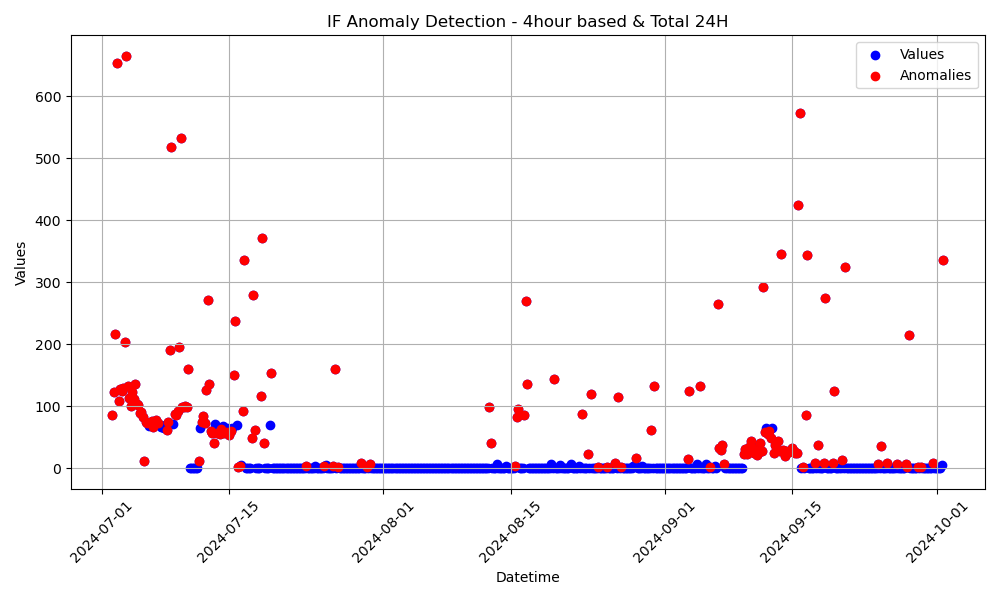 IF Anomaly Detection - 4hour based & Total 24H
Values
Anomalies
Values
600
500
400
300
200
100
0
2024-07-01
2024-07-15
2024-08-01
2024-08-15
2024-09-01
2024-09-15
2024-10-01
Datetime